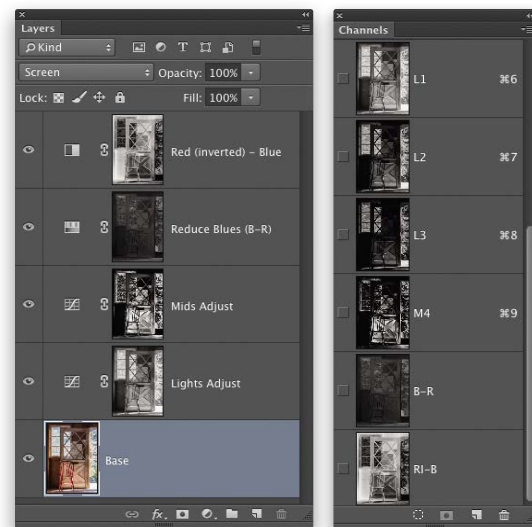 Layers
Kind
Screen Opacity: 100%
Lock: Fill: 100%
Red (inverted) – Blue
Reduce Blues (B–R)
Mids Adjust
Lights Adjust
Base
fx.
Channels
L1 ⌘6
L2 ⌘7
L3 ⌘8
M4 ⌘9
B–R
RI–B